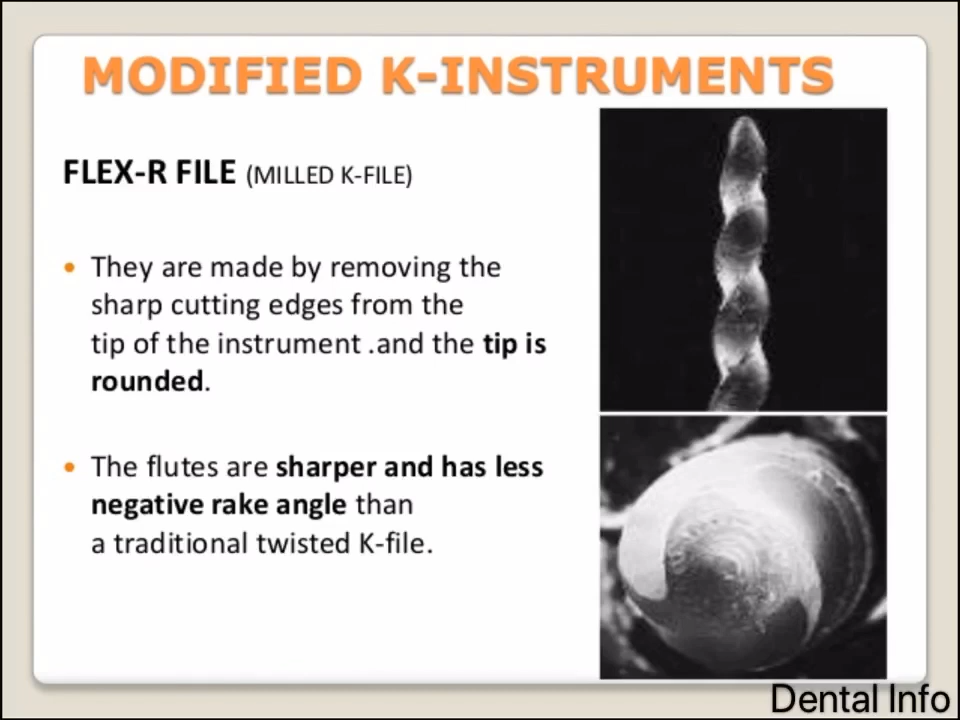 MODIFIED K-INSTRUMENTS
FLEX-R FILE (MILLED K-FILE)
• They are made by removing the
sharp cutting edges from the
tip of the instrument .and the tip is
rounded.
• The flutes are sharper and has less
negative rake angle than
a traditional twisted K-file.
Dental Info